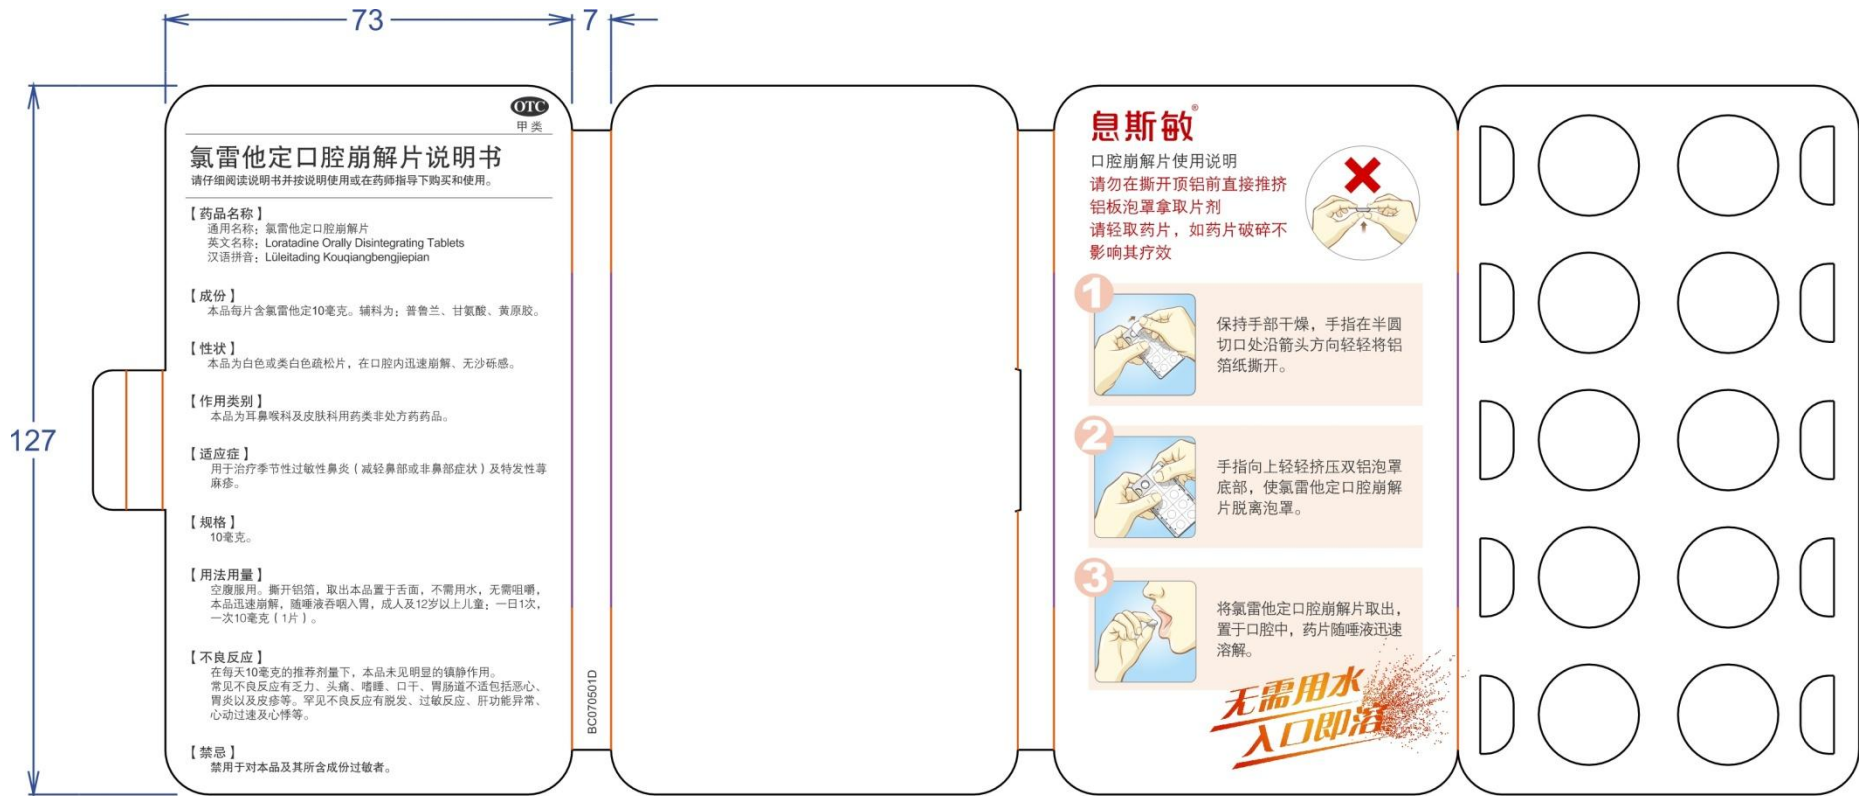 73
7
127
OTC
甲类
氯雷他定口腔崩解片说明书
请仔细阅读说明书并按说明使用或在药师指导下购买和使用。
【药品名称】
通用名称：氯雷他定口腔崩解片
英文名称：Loratadine Orally Disintegrating Tablets
汉语拼音：Lüleitading Kouqiangbengjiepian
【成份】
本品每片含氯雷他定10毫克。辅料为：普鲁兰、甘氨酸、黄原胶。
【性状】
本品为白色或类白色疏松片，在口腔内迅速崩解、无沙砾感。
【作用类别】
本品为耳鼻喉科及皮肤科用药类非处方药药品。
【适应症】
用于治疗季节性过敏性鼻炎（减轻鼻部或非鼻部症状）及特发性荨
麻疹。
【规格】
10毫克。
【用法用量】
空腹服用。撕开铝箔，取出本品置于舌面，不需用水，无需咀嚼，
本品迅速崩解，随唾液吞咽入胃，成人及12岁以上儿童：一日1次，
一次10毫克（1片）。
【不良反应】
在每天10毫克的推荐剂量下，本品未见明显的镇静作用。
常见不良反应有乏力、头痛、嗜睡、口干、胃肠道不适包括恶心、
胃炎以及皮疹等。罕见不良反应有脱发、过敏反应、肝功能异常、
心动过速及心悸等。
【禁忌】
禁用于对本品及其所含成份过敏者。
BC070501D
息斯敏®
口腔崩解片使用说明
请勿在撕开顶铝前直接推挤
铝板泡罩拿取片剂
请轻取药片，如药片破碎不
影响其疗效
1
保持手部干燥，手指在半圆
切口处沿箭头方向轻轻将铝
箔纸撕开。
2
手指向上轻轻挤压双铝泡罩
底部，使氯雷他定口腔崩解
片脱离泡罩。
3
将氯雷他定口腔崩解片取出，
置于口腔中，药片随唾液迅速
溶解。
无需用水
入口即溶